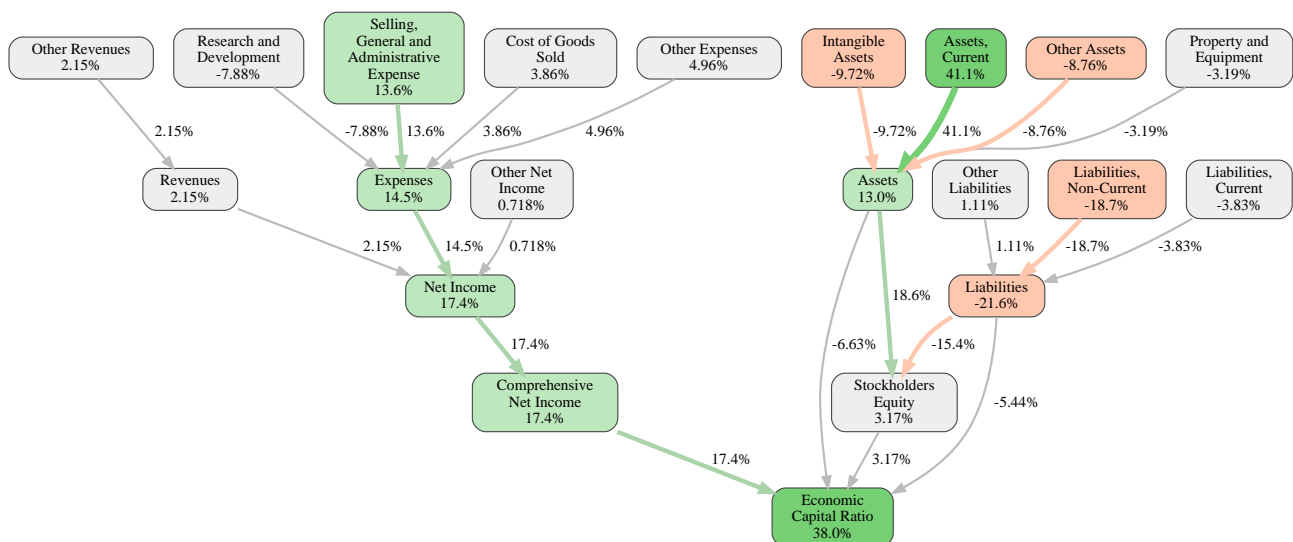 Other Revenues
2.15%
Research and
Development
-7.88%
Selling,
General and
Administrative
Expense
13.6%
Cost of Goods
Sold
3.86%
Other Expenses
4.96%
Intangible
Assets
-9.72%
Assets,
Current
41.1%
Other Assets
-8.76%
Property and
Equipment
-3.19%
2.15%
-7.88%
13.6%
3.86%
4.96%
-9.72%
41.1%
-8.76%
-3.19%
Revenues
2.15%
Expenses
14.5%
Other Net
Income
0.718%
Assets
13.0%
Other
Liabilities
1.11%
Liabilities,
Non-Current
-18.7%
Liabilities,
Current
-3.83%
2.15%
14.5%
0.718%
1.11%
-18.7%
-3.83%
Net Income
17.4%
Liabilities
-21.6%
18.6%
17.4%
-6.63%
-15.4%
Comprehensive
Net Income
17.4%
Stockholders
Equity
3.17%
-5.44%
17.4%
3.17%
Economic
Capital Ratio
38.0%